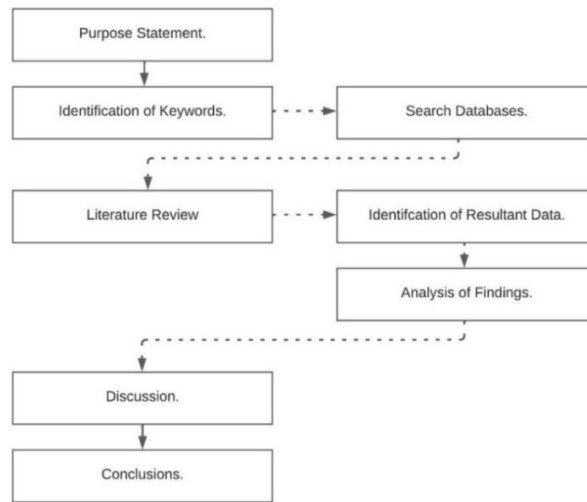 Purpose Statement.
Identification of Keywords.
Search Databases.
Literature Review
Identifcation of Resultant Data.
Analysis of Findings.
Discussion.
Conclusions.